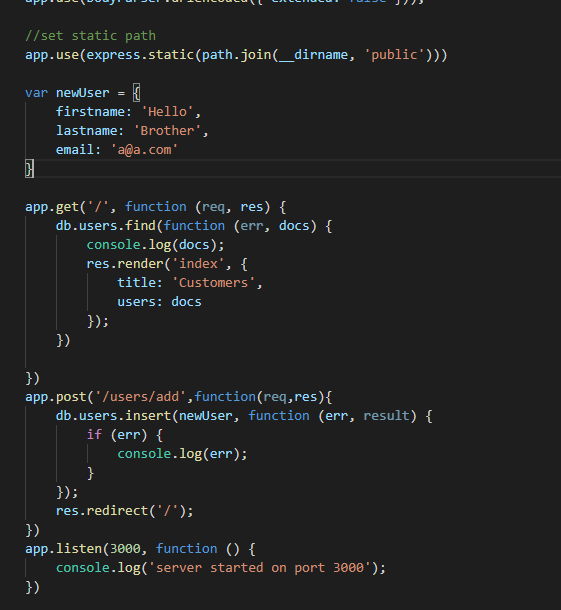 app.use(bodyParser.urlencoded({ extended: false }));
//set static path
app.use(express.static(path.join(__dirname, 'public')))
var newUser = {
    firstname: 'Hello',
    lastname: 'Brother',
    email: 'a@a.com'
}
app.get('/', function (req, res) {
    db.users.find(function (err, docs) {
        console.log(docs);
        res.render('index', {
            title: 'Customers',
            users: docs
        });
    })
})
app.post('/users/add',function(req,res){
    db.users.insert(newUser, function (err, result) {
        if (err) {
            console.log(err);
        }
    });
    res.redirect('/');
})
app.listen(3000, function () {
    console.log('server started on port 3000');
})